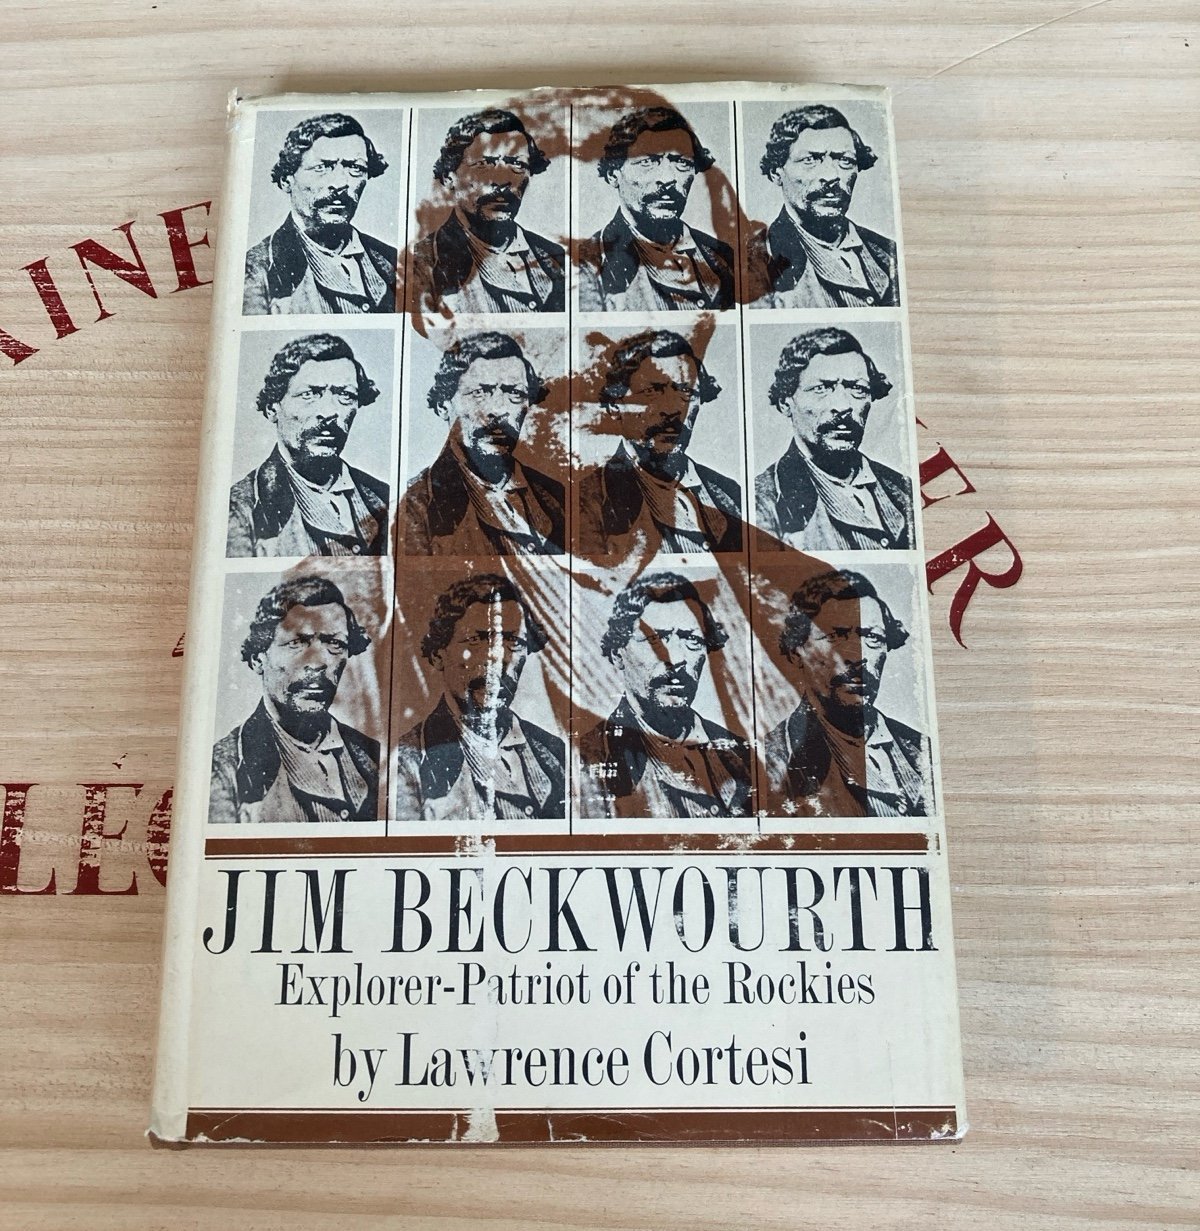 JIM BECKWOURTH
Explorer-Patriot of the Rockies
by Lawrence Cortesi